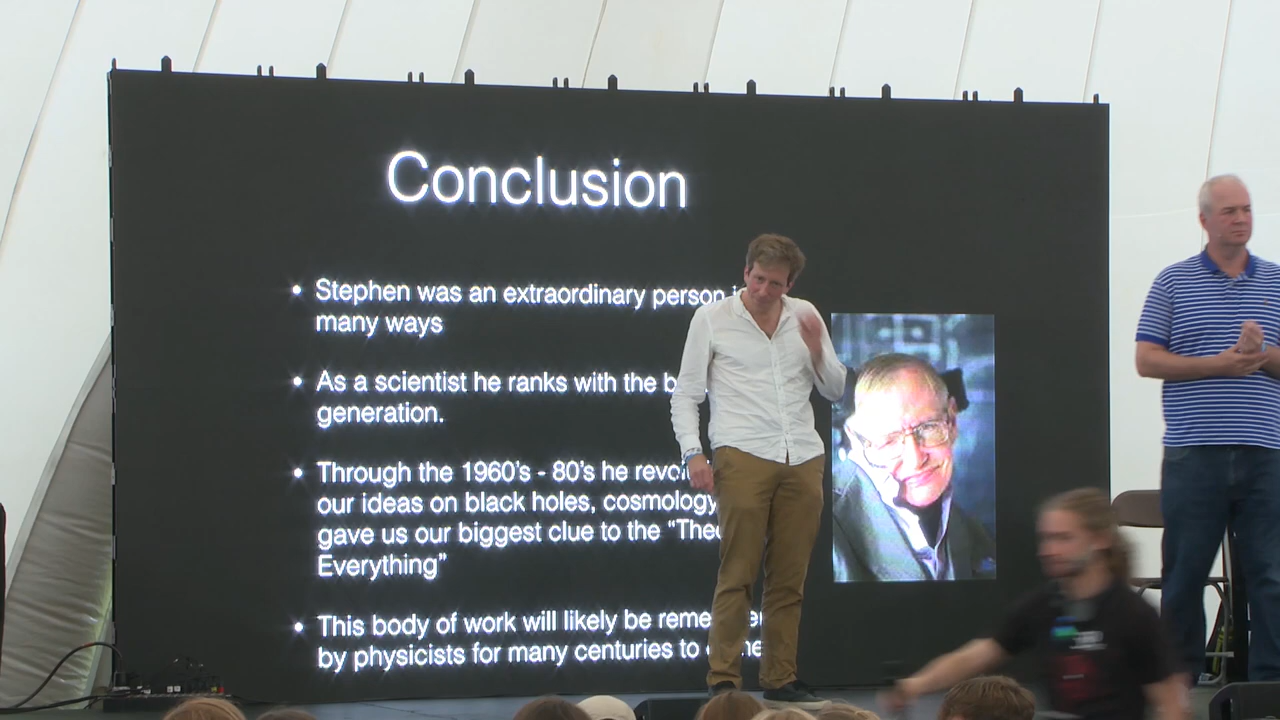 Conclusion
• Stephen was an extraordinary person
many ways
• As a scientist he ranks with the
generation.
• Through the 1960's - 80's he
our ideas on black holes, cosmology
gave us our biggest clue to the
Everything"
• This body of work will likely be
by physicists for many centuries to